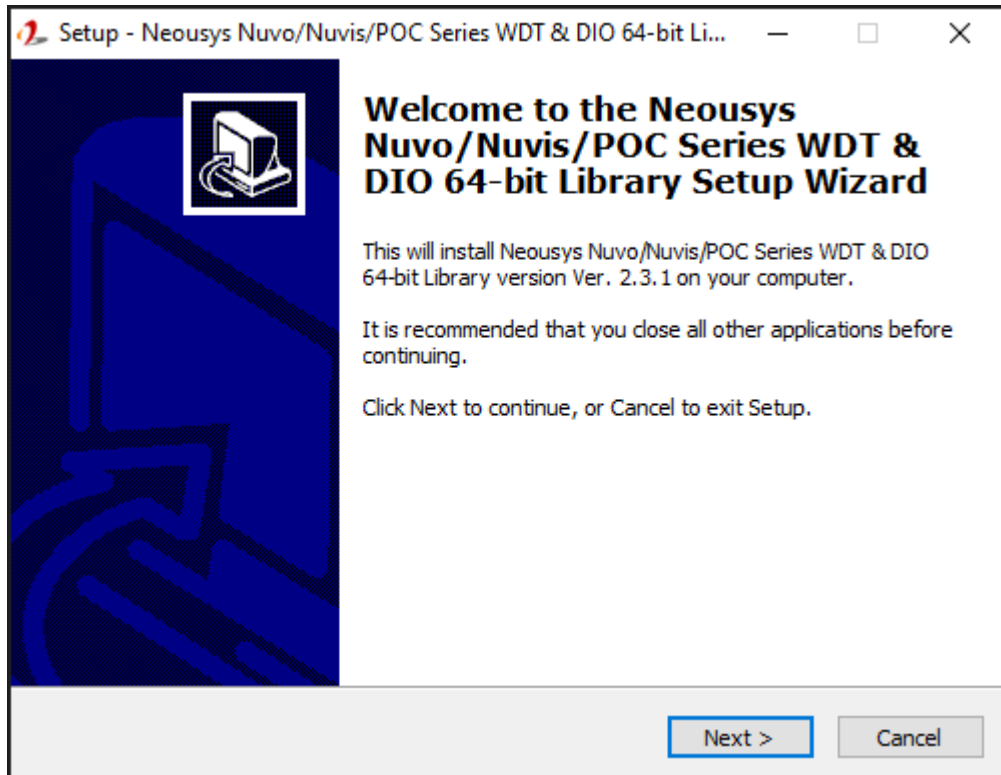 Setup - Neousys Nuvo/Nuvis/POC Series WDT & DIO 64-bit Li...
Welcome to the Neousys
Nuvo/Nuvis/POC Series WDT &
DIO 64-bit Library Setup Wizard
This will install Neousys Nuvo/Nuvis/POC Series WDT & DIO
64-bit Library version Ver. 2.3.1 on your computer.
It is recommended that you close all other applications before
continuing.
Click Next to continue, or Cancel to exit Setup.
Next >
Cancel